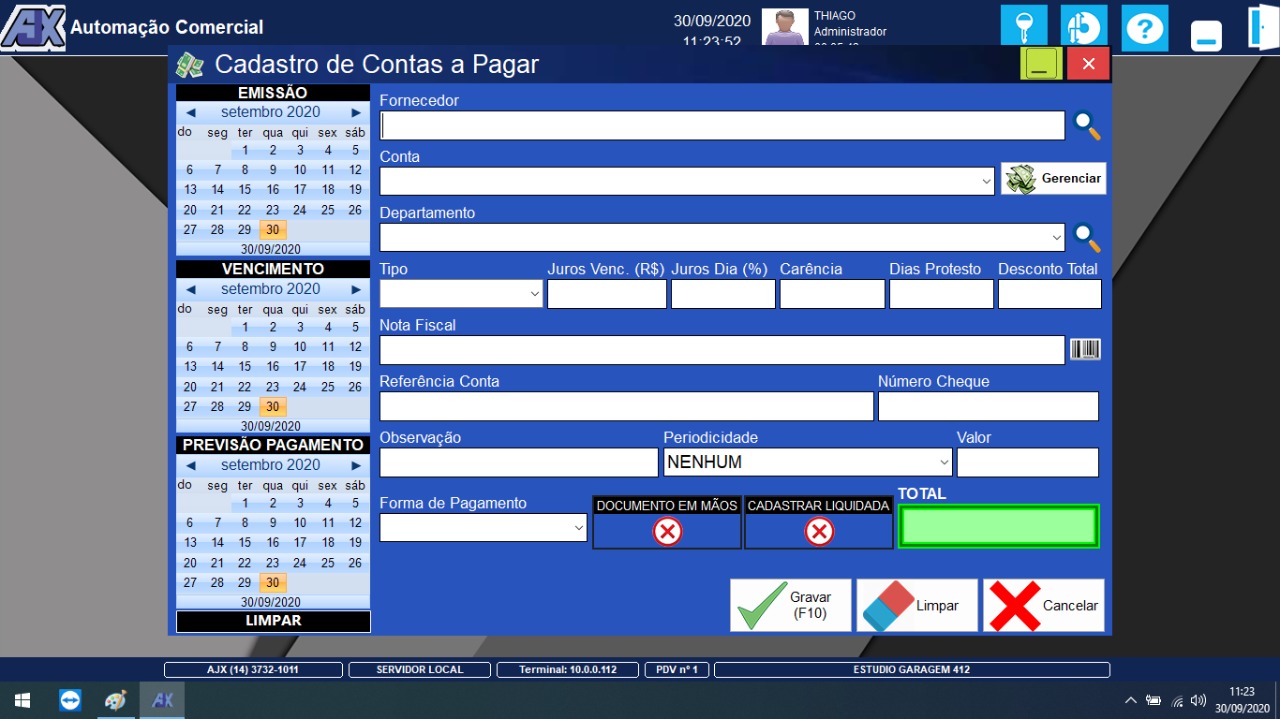 AX Automação Comercial
30/09/2020
11:23:52
THIAGO
Administrador
Cadastro de Contas a Pagar
EMISSÃO
setembro 2020
do seg ter qua qui sex sáb
1 2 3 4 5
6 7 8 9 10 11 12
13 14 15 16 17 18 19
20 21 22 23 24 25 26
27 28 29 30
30/09/2020
VENCIMENTO
setembro 2020
do seg ter qua qui sex sáb
1 2 3 4 5
6 7 8 9 10 11 12
13 14 15 16 17 18 19
20 21 22 23 24 25 26
27 28 29 30
30/09/2020
PREVISÃO PAGAMENTO
setembro 2020
do seg ter qua qui sex sáb
1 2 3 4 5
6 7 8 9 10 11 12
13 14 15 16 17 18 19
20 21 22 23 24 25 26
27 28 29 30
30/09/2020
LIMPAR
Fornecedor
Conta
Gerenciar
Departamento
Tipo Juros Venc. (R$) Juros Dia (%) Carência Dias Protesto Desconto Total
Nota Fiscal
Referência Conta Número Cheque
Observação Periodicidade Valor
NENHUM
Forma de Pagamento DOCUMENTO EM MÃOS CADASTRAR LIQUIDADA TOTAL
Gravar
(F10)
Limpar
Cancelar
AJX (14) 3732-1011 SERVIDOR LOCAL Terminal: 10.0.0.112 PDV nº 1 ESTUDIO GARAGEM 412
AX
11:23
30/09/2020